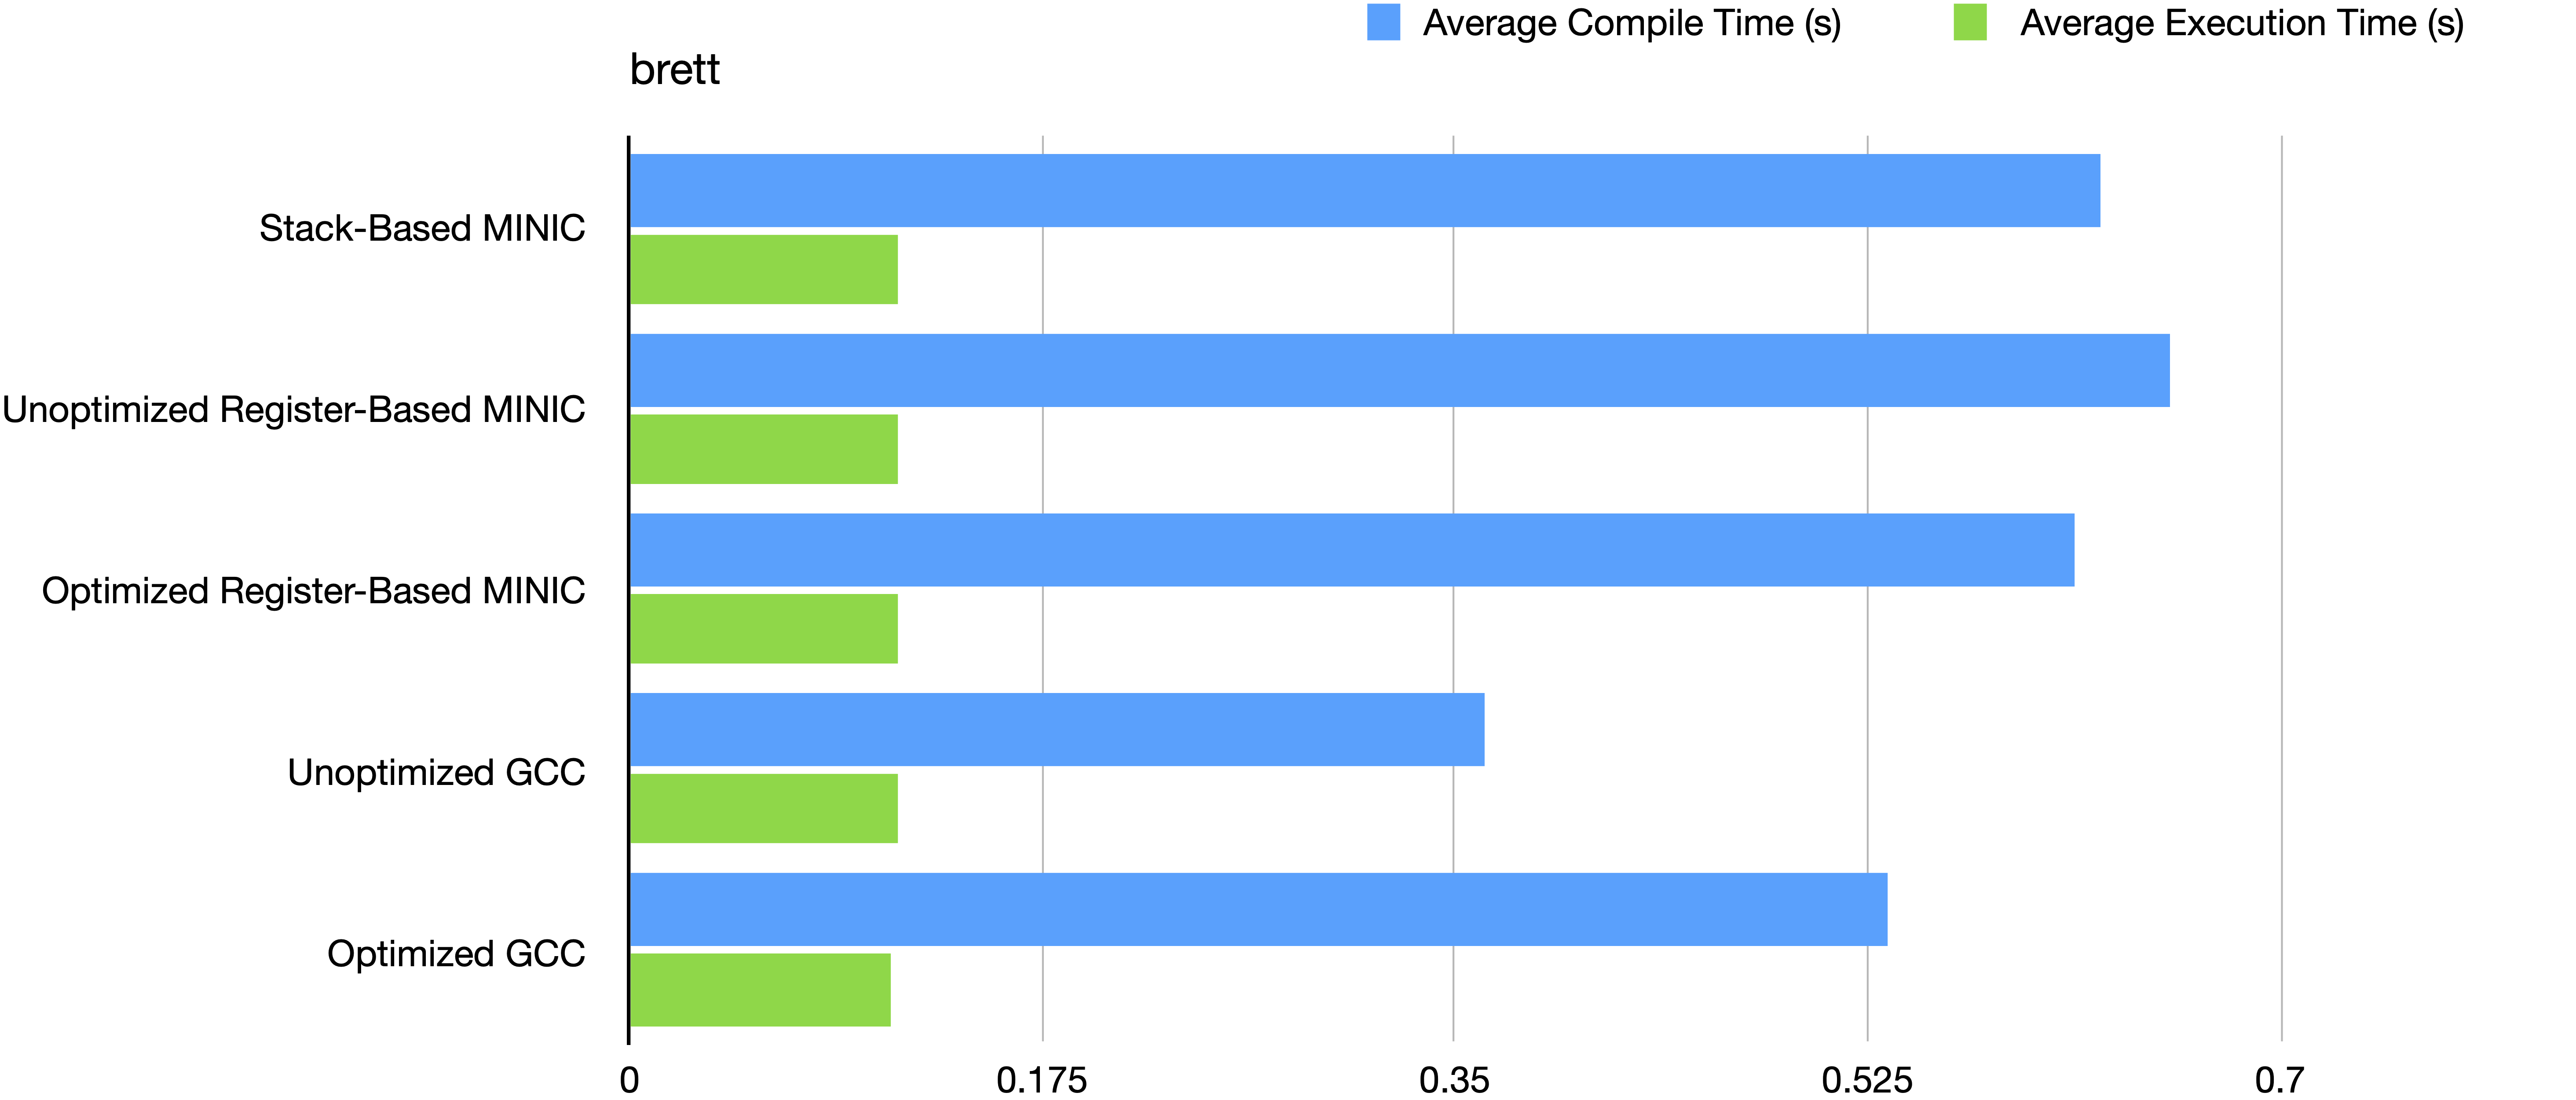 Average Compile Time (s) Average Execution Time (s)
brett
Stack-Based MINIC
Unoptimized Register-Based MINIC
Optimized Register-Based MINIC
Unoptimized GCC
Optimized GCC
0 0.175 0.35 0.525 0.7